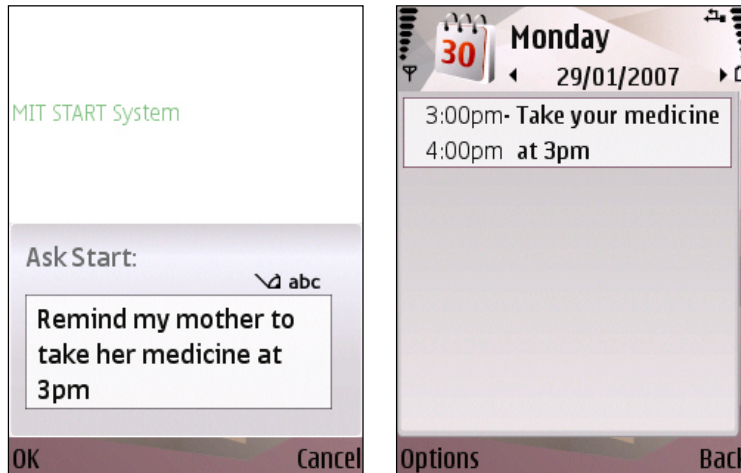 MIT START System
Ask Start:
abc
Remind my mother to
take her medicine at
3pm
OK Cancel
30
Monday
29/01/2007
3:00pm- Take your medicine
4:00pm at 3pm
Options Back